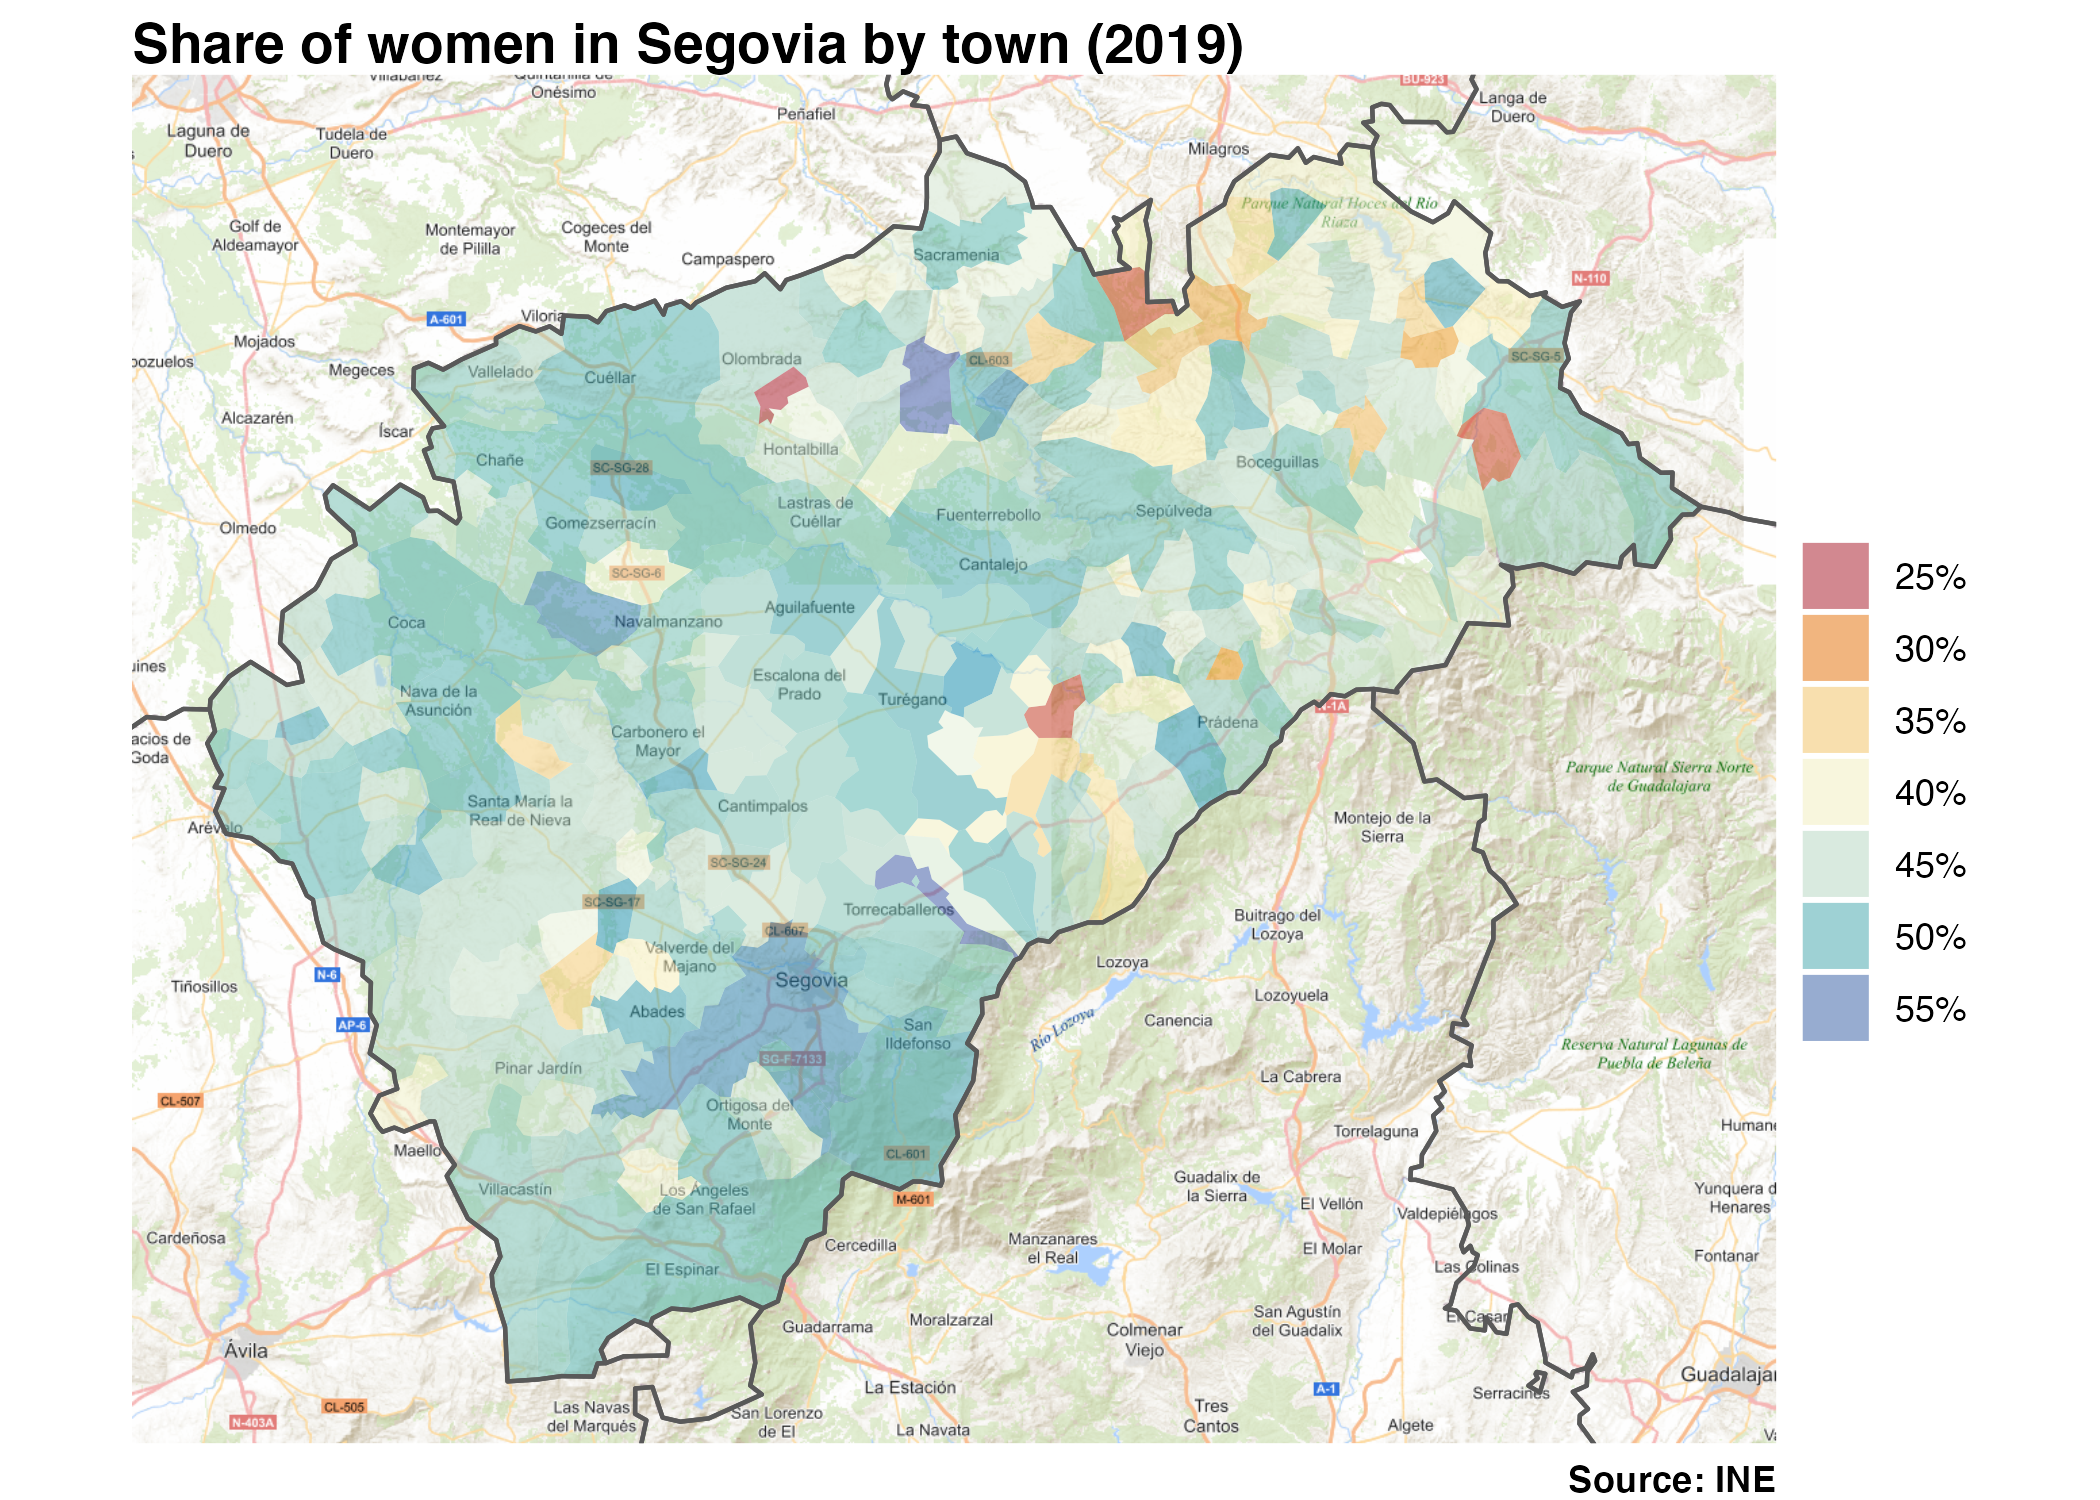 Share of women in Segovia by town (2019)
Onésimo
Peñafiel
BU-923
Langa de
Duero
Laguna de
Duero
Tudela de
Duero
Milagros
Parque Natural Hoces del Río
Riaza
Golf de
Aldeamayor
Montemayor
de Pililla
Cogeces del
Monte
Campaspero
Sacramenia
N-110
A-601
Viloria
Mojados
Megeces
Vallelado
Cuéllar
Olombrada
CL-603
SC-SG-5
Alcazarén
Íscar
Chañe
SC-SG-28
Hontalbilla
Boceguillas
Olmedo
Gomezserracín
Lastras de
Cuéllar
Fuenterrebollo
Sepúlveda
SC-SG-6
Cantalejo
Coca
Navalmanzano
Aguilafuente
Nava de la
Asunción
Escalona del
Prado
Turégano
Prádena
N-1A
Carbonero el
Mayor
Parque Natural Sierra Norte
de Guadalajara
Arévalo
Santa María la
Real de Nieva
Cantimpalos
Montejo de la
Sierra
SC-SG-24
SC-SG-17
Torrecaballeros
CL-607
Buitrago del
Lozoya
N-6
Valverde del
Majano
Segovia
Lozoya
Tiñosillos
Abades
Lozoyuela
AP-6
San
Ildefonso
Río Lozoya
Canencia
Reserva Natural Lagunas de
Puebla de Beleña
Pinar Jardín
SG-F-7133
La Cabrera
CL-507
Ortigosa del
Monte
Torrelaguna
Maello
CL-601
Villacastín
Los Angeles
de San Rafael
M-601
Guadalix de
la Sierra
El Vellón
Valdepiélagos
Yunquera d
Henares
Cardeñosa
El Espinar
Cercedilla
Manzanares
el Real
El Molar
Las Colinas
Fontanar
Guadarrama
Moralzarzal
Colmenar
Viejo
San Agustín
del Guadalix
El Casar
Ávila
Guadalajar
CL-505
N-403A
Las Navas
del Marqués
La Estación
San Lorenzo
de El
La Navata
Tres
Cantos
A-1
Algete
Serracines
25%
30%
35%
40%
45%
50%
55%
Source: INE